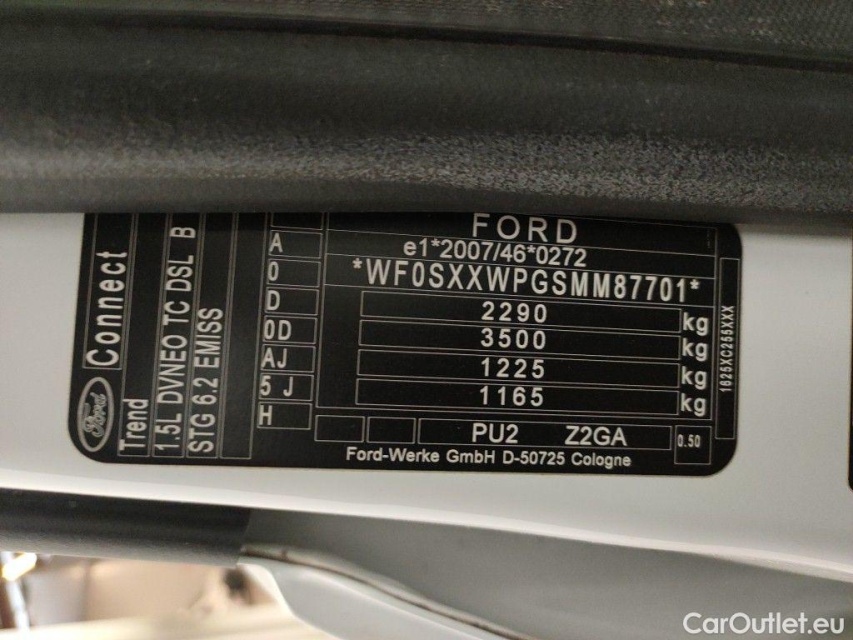 FORD
e1*2007/46*0272
*WF0SXXWPGSMM87701*
2290 kg
3500 kg
1225 kg
1165 kg
PU2 Z2GA 0.50
Ford-Werke GmbH D-50725 Cologne
A
0
D
0D
AJ
5 J
H
Ford Connect
Trend
1.5L DVNEO TC DSL B
STG 6.2 EMISS
1625XC255XXX
CarOutlet.eu